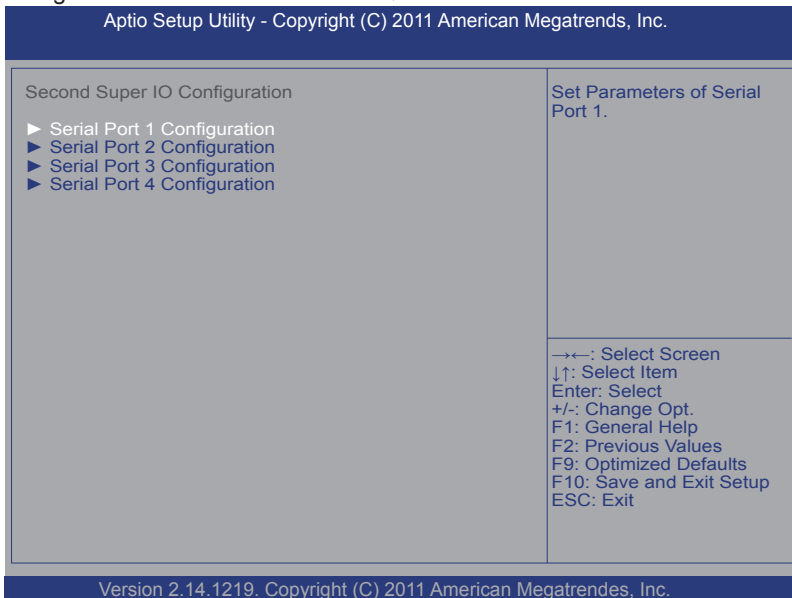 Aptio Setup Utility - Copyright (C) 2011 American Megatrends, Inc.
Second Super IO Configuration
► Serial Port 1 Configuration
► Serial Port 2 Configuration
► Serial Port 3 Configuration
► Serial Port 4 Configuration
Set Parameters of Serial
Port 1.
→←: Select Screen
↓↑: Select Item
Enter: Select
+/-: Change Opt.
F1: General Help
F2: Previous Values
F9: Optimized Defaults
F10: Save and Exit Setup
ESC: Exit
Version 2.14.1219. Copyright (C) 2011 American Megatrendes, Inc.